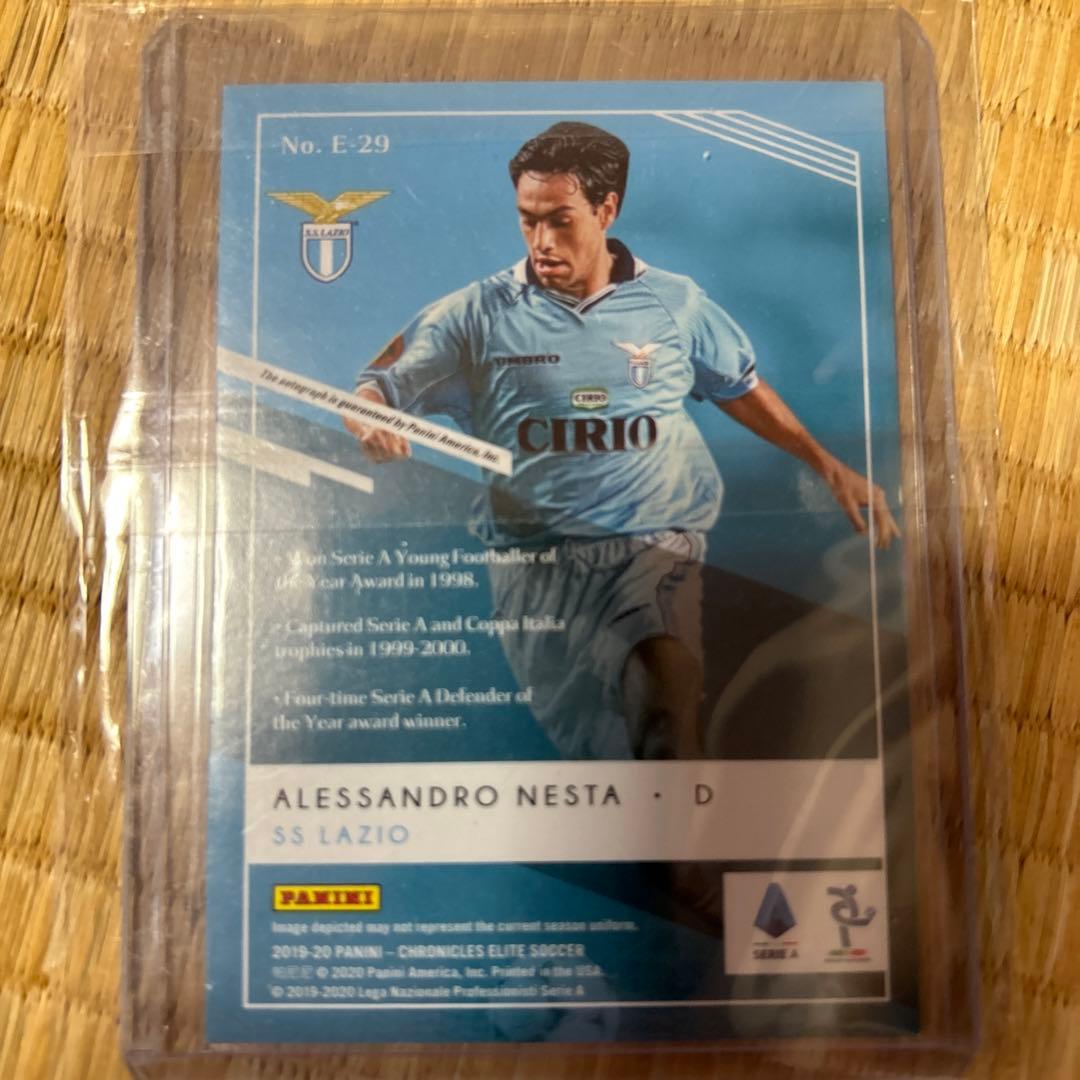 No. E-29
S.S. LAZIO
UMBRO
CIRIO
CIRIO
The autograph is guaranteed by Panini America, Inc.
• Won Serie A Young Footballer of
the Year Award in 1998.
• Captured Serie A and Coppa Italia
trophies in 1999-2000.
• Four-time Serie A Defender of
the Year award winner.
ALESSANDRO NESTA • D
SS LAZIO
PANINI
Image depicted may not represent the current season uniform.
2019-20 PANINI – CHRONICLES ELITE SOCCER
© 2020 Panini America, Inc. Printed in the USA.
© 2019-2020 Lega Nazionale Professionisti Serie A
SERIE A